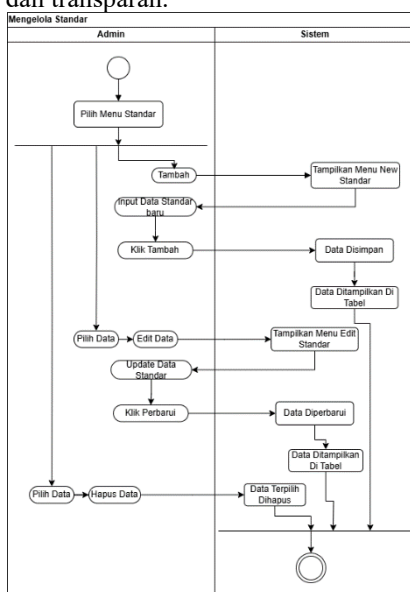 dan transparan.
Mengelola Standar
Admin
Sistem
Pilih Menu Standar
Tambah
Tampilkan Menu New
Standar
Input Data Standar
baru
Klik Tambah
Data Disimpan
Data Ditampilkan Di
Tabel
Pilih Data
Edit Data
Tampilkan Menu Edit
Standar
Update Data
Standar
Klik Perbarui
Data Diperbarui
Data Ditampilkan
Di Tabel
Pilih Data
Hapus Data
Data Terpilih
Dihapus